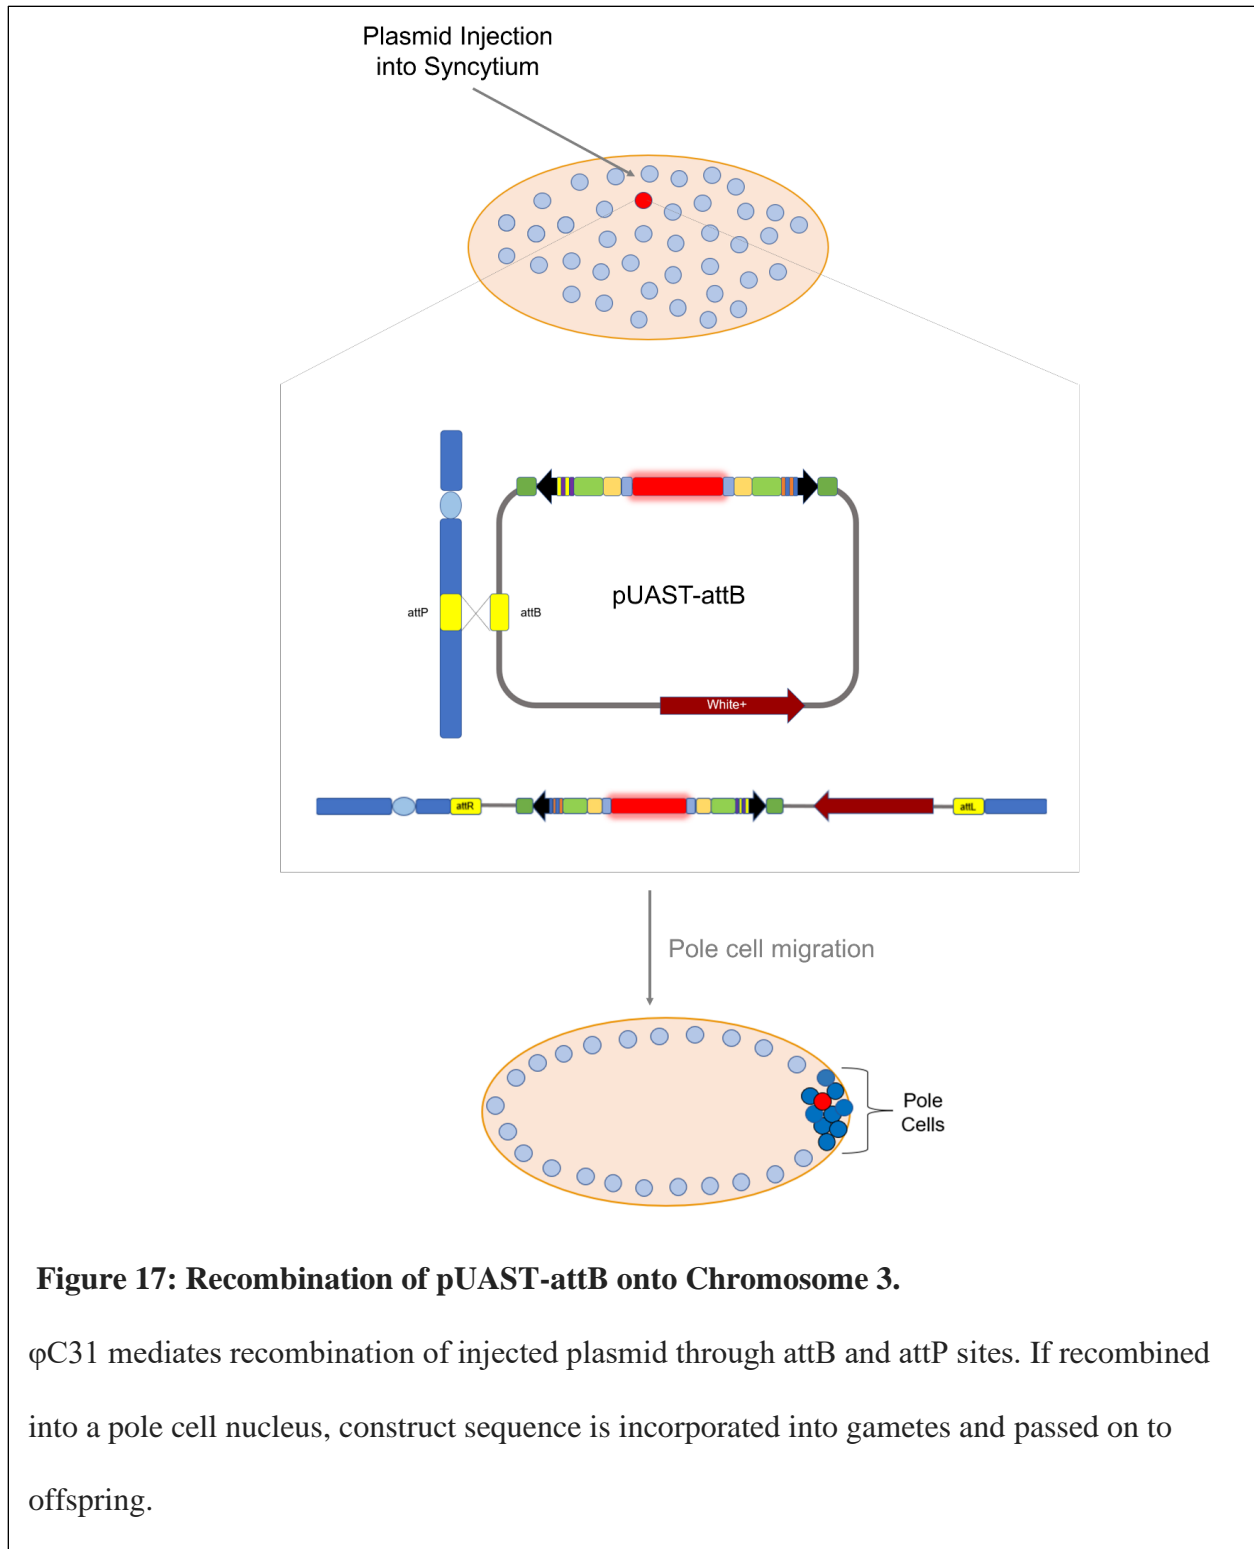 Plasmid Injection
into Syncytium
attP
attB
pUAST-attB
White+
attR
attL
Pole cell migration
Pole
Cells
Figure 17: Recombination of pUAST-attB onto Chromosome 3.
φC31 mediates recombination of injected plasmid through attB and attP sites. If recombined
into a pole cell nucleus, construct sequence is incorporated into gametes and passed on to
offspring.